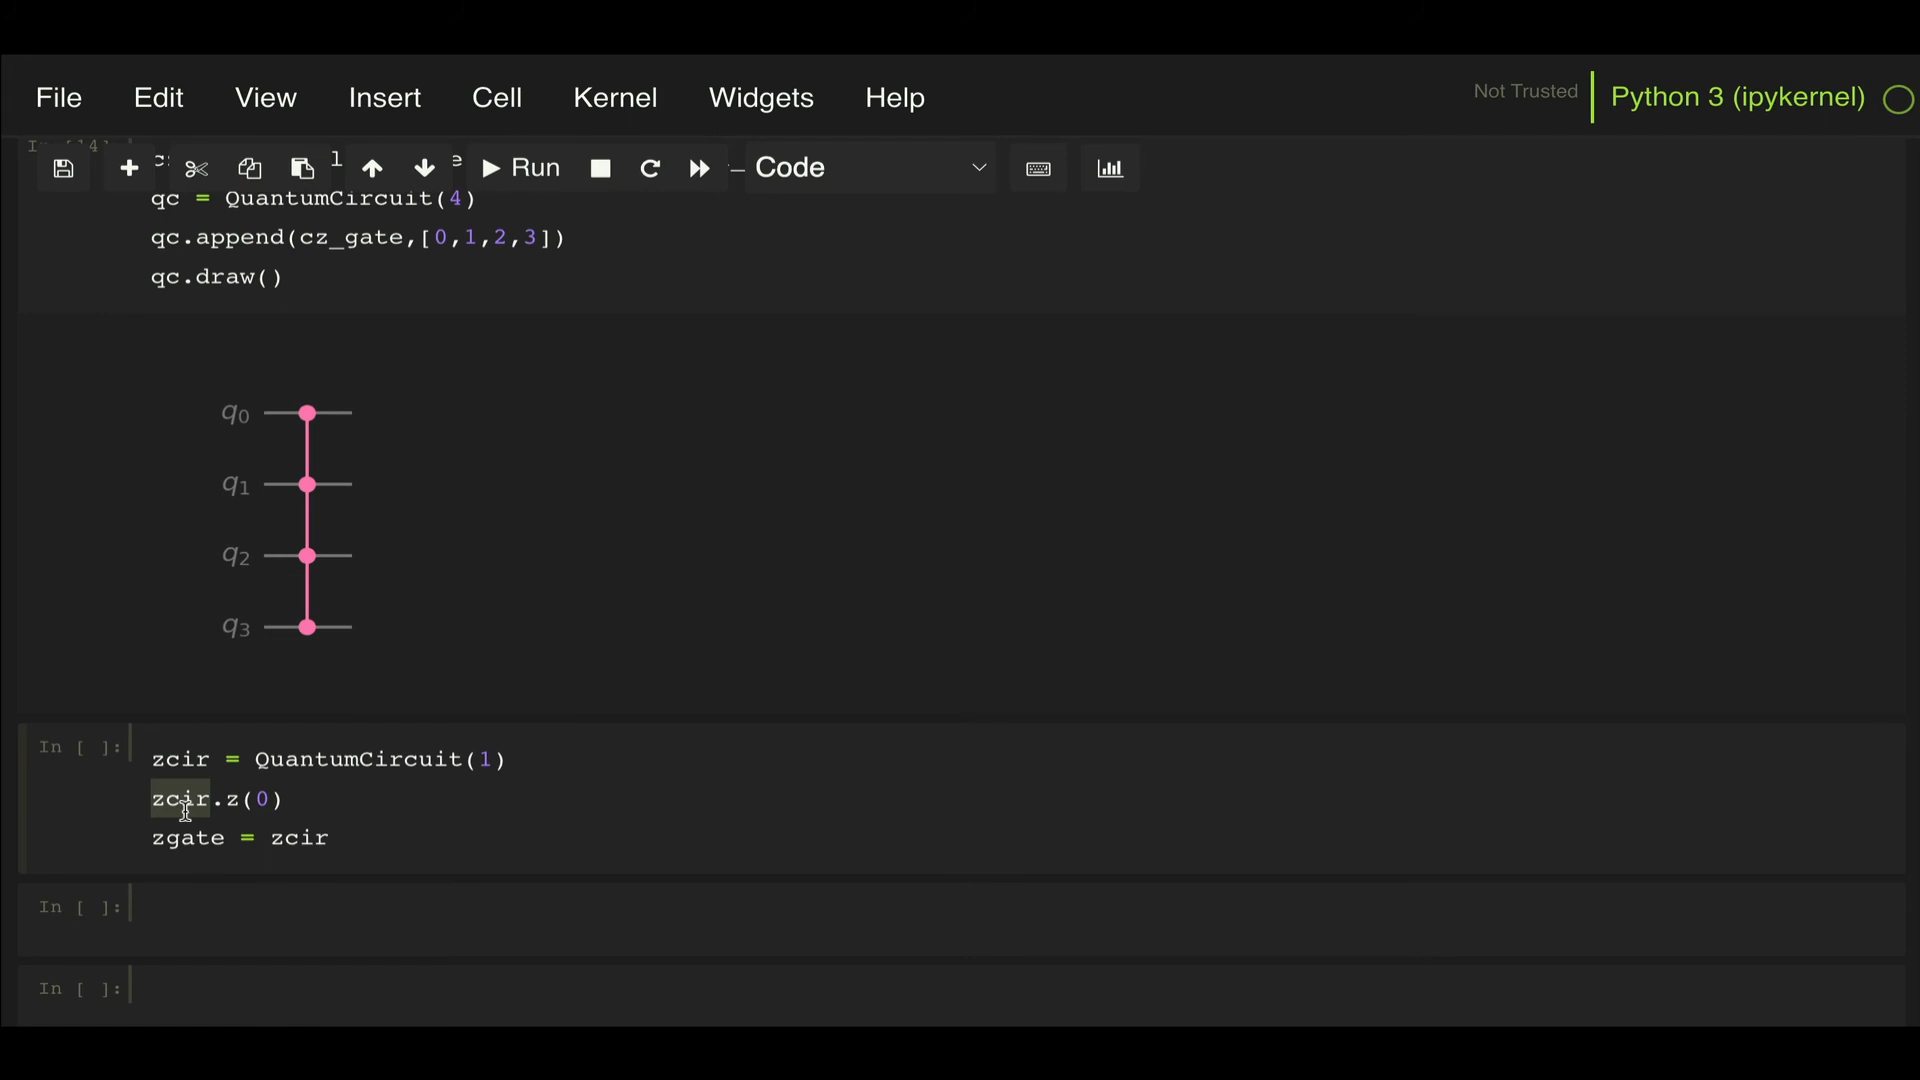 File Edit View Insert Cell Kernel Widgets Help Not Trusted Python 3 (ipykernel)
In [14]
Run Code
qc = QuantumCircuit(4)
qc.append(cz_gate,[0,1,2,3])
qc.draw()
q0
q1
q2
q3
In [ ]:
zcir = QuantumCircuit(1)
zcir.z(0)
zgate = zcir
In [ ]:
In [ ]: